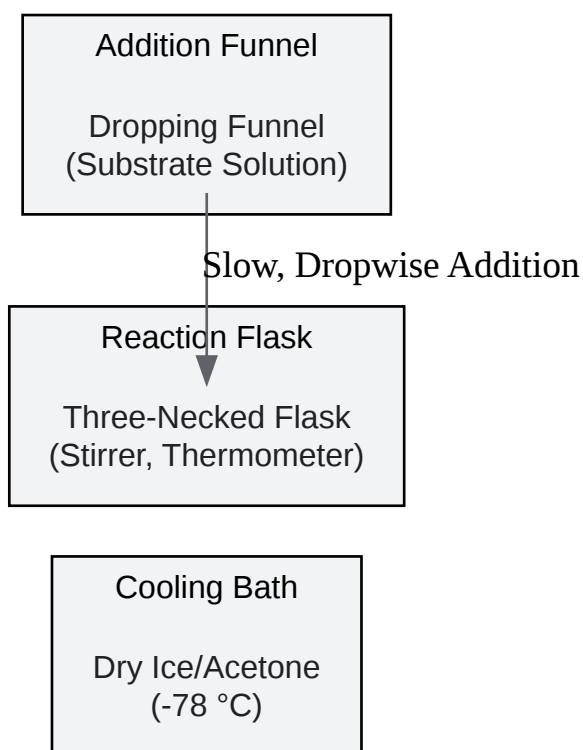 Addition Funnel
Dropping Funnel
(Substrate Solution)
Slow, Dropwise Addition
Reaction Flask
Three-Necked Flask
(Stirrer, Thermometer)
Cooling Bath
Dry Ice/Acetone
(-78 °C)